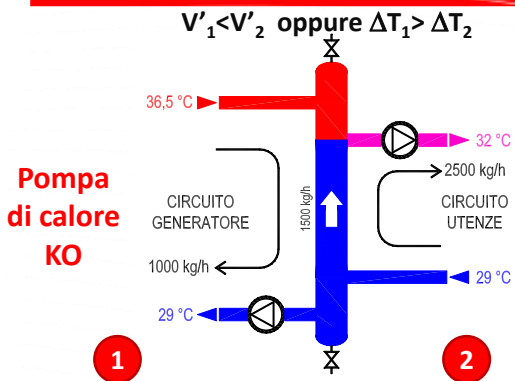 V'₁<V'₂ oppure ΔT₁> ΔT₂
36,5 °C
32 °C
2500 kg/h
Pompa
di calore
KO
CIRCUITO
GENERATORE
1500 kg/h
CIRCUITO
UTENZE
1000 kg/h
29 °C
29 °C
1
2